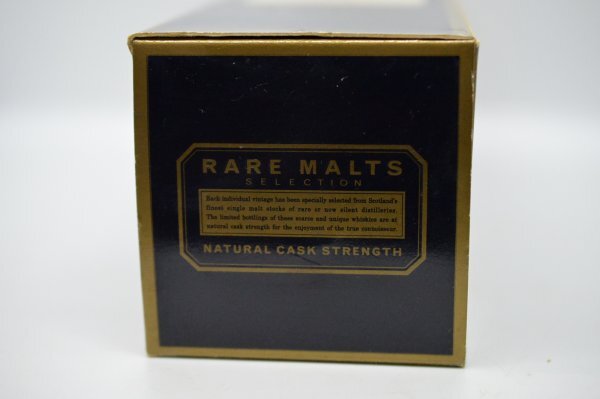 RARE MALTS
SELECTION
Each individual vintage has been specially selected from Scotland's
finest single malt stocks of rare or now silent distilleries.
The limited bottlings of these scarce and unique whiskies are at
natural cask strength for the enjoyment of the true connoisseur.
NATURAL CASK STRENGTH